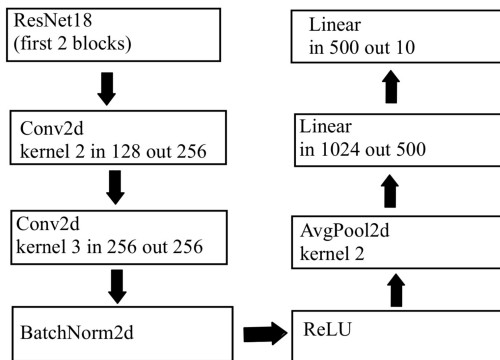 ResNet18
(first 2 blocks)
Conv2d
kernel 2 in 128 out 256
Conv2d
kernel 3 in 256 out 256
BatchNorm2d
ReLU
AvgPool2d
kernel 2
Linear
in 1024 out 500
Linear
in 500 out 10